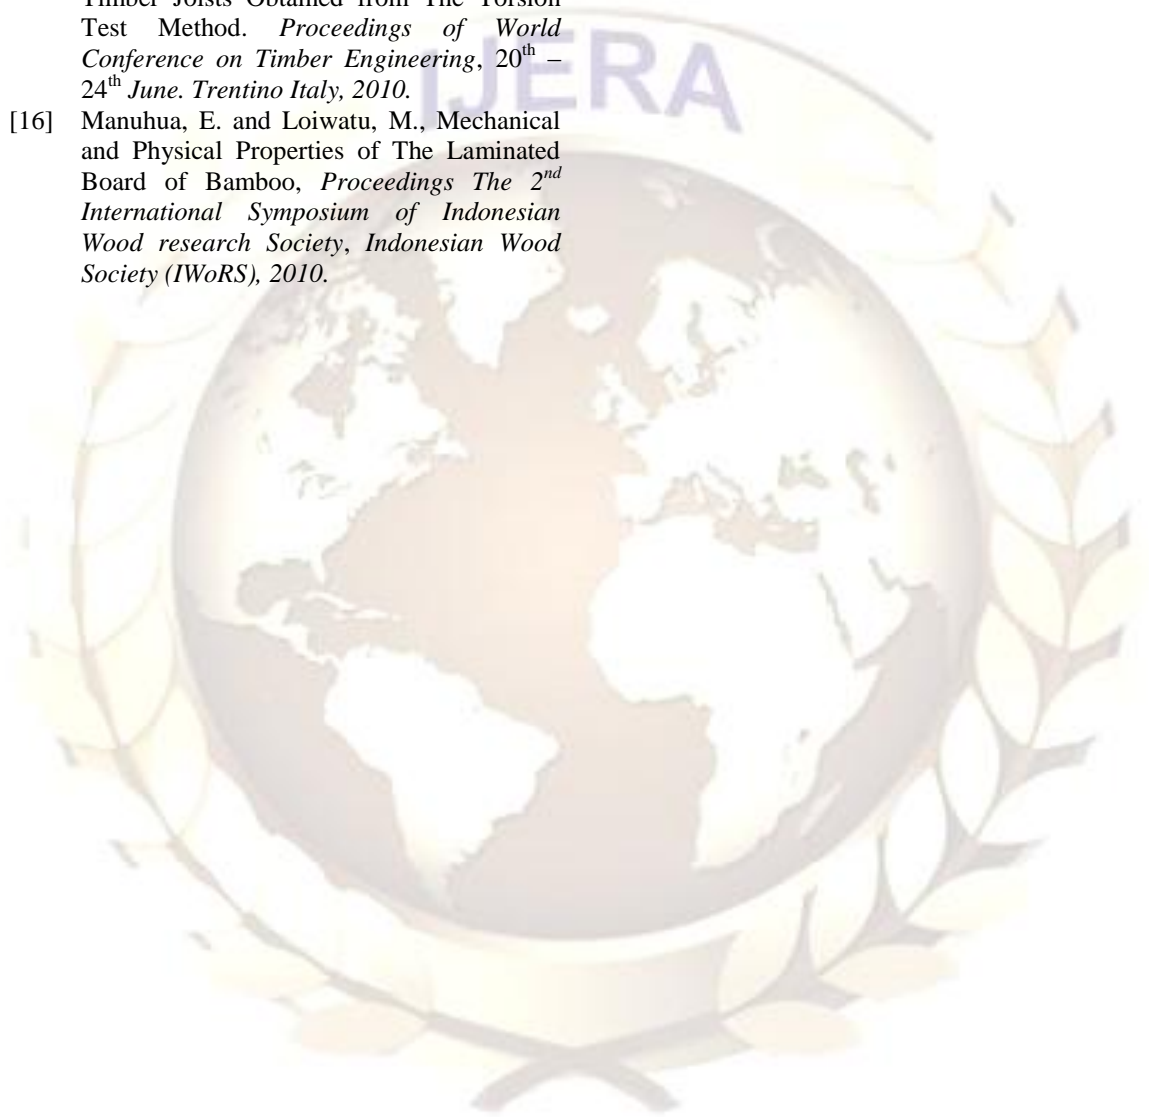 Timber Joists Obtained from The Torsion
Test Method. Proceedings of World
Conference on Timber Engineering, 20th –
24th June. Trentino Italy, 2010.
[16] Manuhua, E. and Loiwatu, M., Mechanical
and Physical Properties of The Laminated
Board of Bamboo, Proceedings The 2nd
International Symposium of Indonesian
Wood research Society, Indonesian Wood
Society (IWoRS), 2010.
IJERA